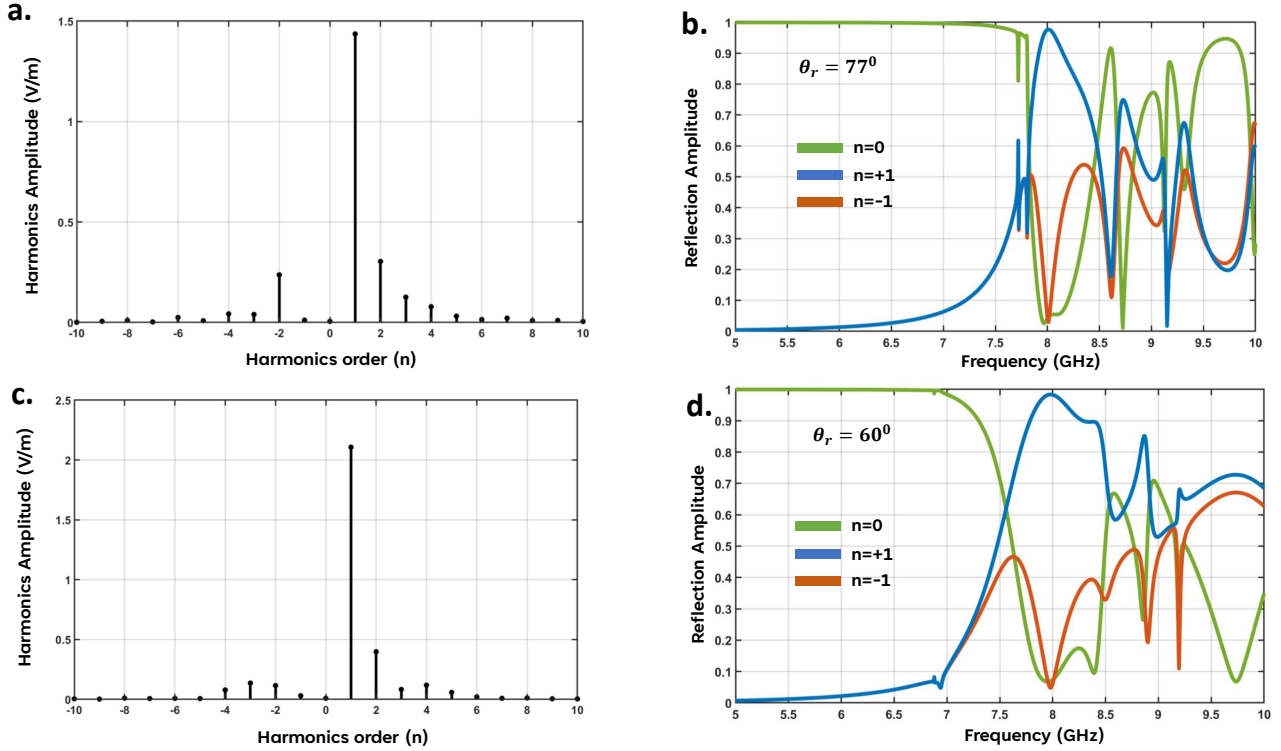 a.
Harmonics Amplitude (V/m)
1.5
1
0.5
0
-10 -8 -6 -4 -2 0 2 4 6 8 10
Harmonics order (n)
b.
Reflection Amplitude
1
0.9
0.8
0.7
0.6
0.5
0.4
0.3
0.2
0.1
0
θr = 77⁰
n=0
n=+1
n=-1
5 5.5 6 6.5 7 7.5 8 8.5 9 9.5 10
Frequency (GHz)
c.
Harmonics Amplitude (V/m)
2.5
2
1.5
1
0.5
0
-10 -8 -6 -4 -2 0 2 4 6 8 10
Harmonics order (n)
d.
Reflection Amplitude
1
0.9
0.8
0.7
0.6
0.5
0.4
0.3
0.2
0.1
0
θr = 60⁰
n=0
n=+1
n=-1
5 5.5 6 6.5 7 7.5 8 8.5 9 9.5 10
Frequency (GHz)